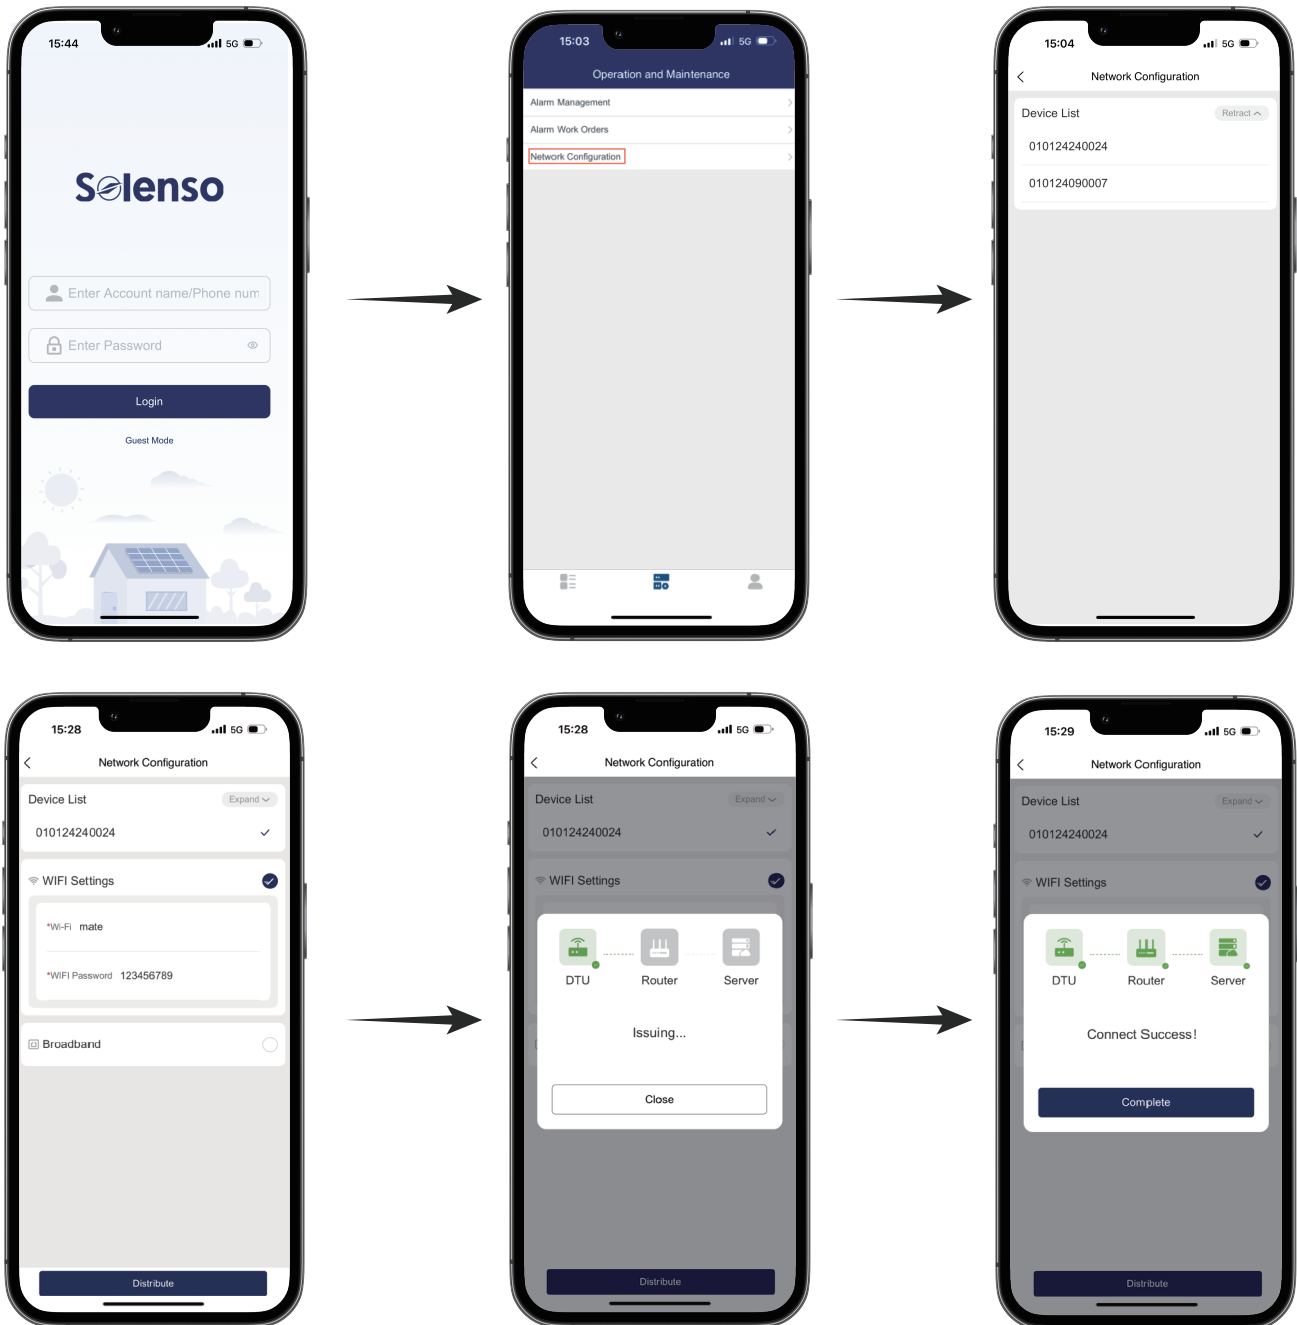 15:44
5G
Solenso
Enter Account name/Phone num
Enter Password
Login
Guest Mode
15:03
5G
Operation and Maintenance
Alarm Management
Alarm Work Orders
Network Configuration
15:04
5G
Network Configuration
Device List
Retract
010124240024
010124090007
15:28
5G
Network Configuration
Device List
Expand
010124240024
WIFI Settings
*Wi-Fi mate
*WIFI Password 123456789
Broadband
Distribute
15:28
5G
Network Configuration
Device List
Expand
010124240024
WIFI Settings
DTU
Router
Server
Issuing...
Close
Distribute
15:29
5G
Network Configuration
Device List
Expand
010124240024
WIFI Settings
DTU
Router
Server
Connect Success!
Complete
Distribute